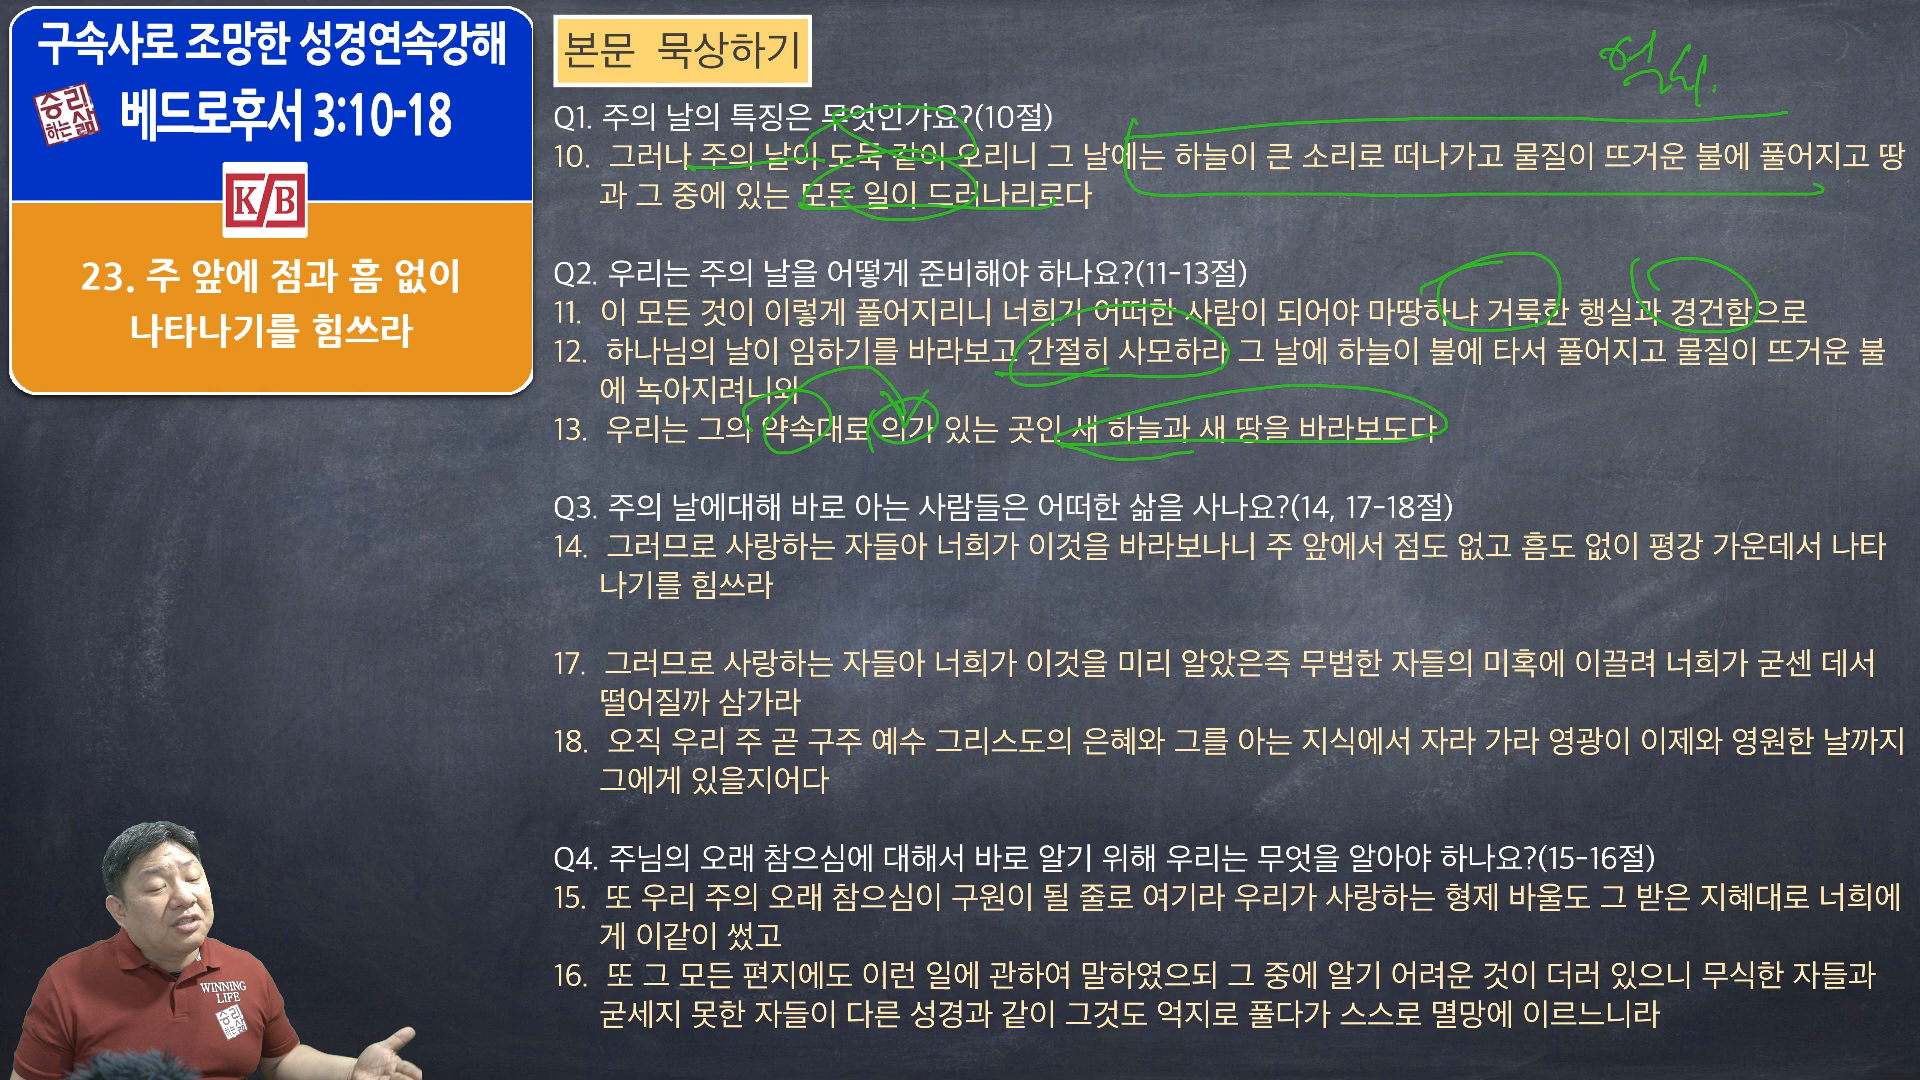 구속사로 조망한 성경연속강해
승리하는 삶
베드로후서 3:10-18
K/B
23. 주 앞에 점과 흠 없이
나타나기를 힘쓰라
본문 묵상하기
Q1. 주의 날의 특징은 무엇인가요?(10절)
10. 그러나 주의 날이 도둑 같이 오리니 그 날에는 하늘이 큰 소리로 떠나가고 물질이 뜨거운 불에 풀어지고 땅
과 그 중에 있는 모든 일이 드러나리로다
Q2. 우리는 주의 날을 어떻게 준비해야 하나요?(11-13절)
11. 이 모든 것이 이렇게 풀어지리니 너희가 어떠한 사람이 되어야 마땅하냐 거룩한 행실과 경건함으로
12. 하나님의 날이 임하기를 바라보고 간절히 사모하라 그 날에 하늘이 불에 타서 풀어지고 물질이 뜨거운 불
에 녹아지려니와
13. 우리는 그의 약속대로 의가 있는 곳인 새 하늘과 새 땅을 바라보도다
Q3. 주의 날에대해 바로 아는 사람들은 어떠한 삶을 사나요?(14, 17-18절)
14. 그러므로 사랑하는 자들아 너희가 이것을 바라보나니 주 앞에서 점도 없고 흠도 없이 평강 가운데서 나타
나기를 힘쓰라
17. 그러므로 사랑하는 자들아 너희가 이것을 미리 알았은즉 무법한 자들의 미혹에 이끌려 너희가 굳센 데서
떨어질까 삼가라
18. 오직 우리 주 곧 구주 예수 그리스도의 은혜와 그를 아는 지식에서 자라 가라 영광이 이제와 영원한 날까지
그에게 있을지어다
Q4. 주님의 오래 참으심에 대해서 바로 알기 위해 우리는 무엇을 알아야 하나요?(15-16절)
15. 또 우리 주의 오래 참으심이 구원이 될 줄로 여기라 우리가 사랑하는 형제 바울도 그 받은 지혜대로 너희에
게 이같이 썼고
16. 또 그 모든 편지에도 이런 일에 관하여 말하였으되 그 중에 알기 어려운 것이 더러 있으니 무식한 자들과
굳세지 못한 자들이 다른 성경과 같이 그것도 억지로 풀다가 스스로 멸망에 이르느니라
WINNING
LIFE
승리하는 삶